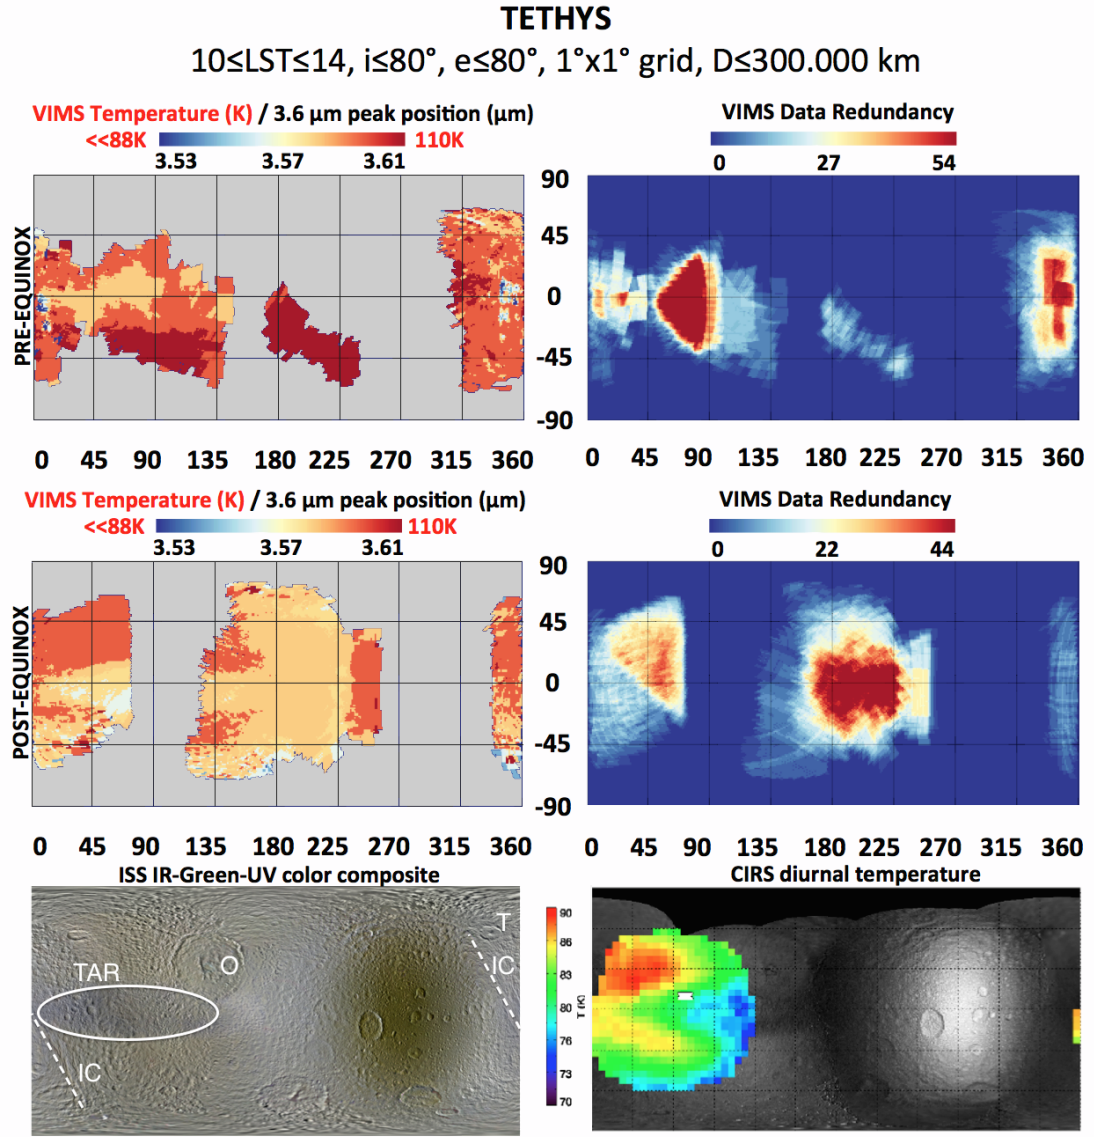 TETHYS
10≤LST≤14, i≤80°, e≤80°, 1°x1° grid, D≤300.000 km
VIMS Temperature (K) / 3.6 μm peak position (μm)
<<88K 110K
3.53 3.57 3.61
VIMS Data Redundancy
0 27 54
PRE-EQUINOX
90
45
0
-45
-90
0 45 90 135 180 225 270 315 360
0 45 90 135 180 225 270 315 360
VIMS Temperature (K) / 3.6 μm peak position (μm)
<<88K 110K
3.53 3.57 3.61
VIMS Data Redundancy
0 22 44
POST-EQUINOX
90
45
0
-45
-90
0 45 90 135 180 225 270 315 360
0 45 90 135 180 225 270 315 360
ISS IR-Green-UV color composite
CIRS diurnal temperature
TAR
O
T
IC
IC
90
86
83
80
76
73
70
T (K)